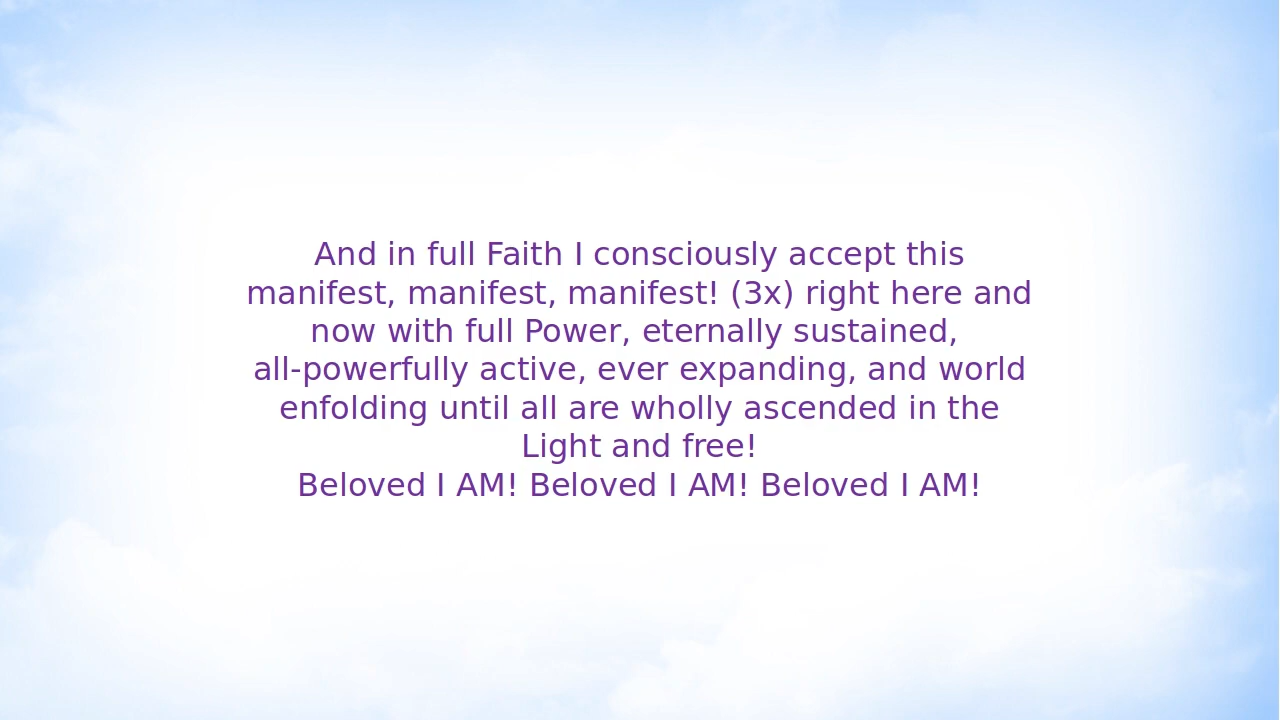 And in full Faith I consciously accept this
manifest, manifest, manifest! (3x) right here and
now with full Power, eternally sustained,
all-powerfully active, ever expanding, and world
enfolding until all are wholly ascended in the
Light and free!
Beloved I AM! Beloved I AM! Beloved I AM!